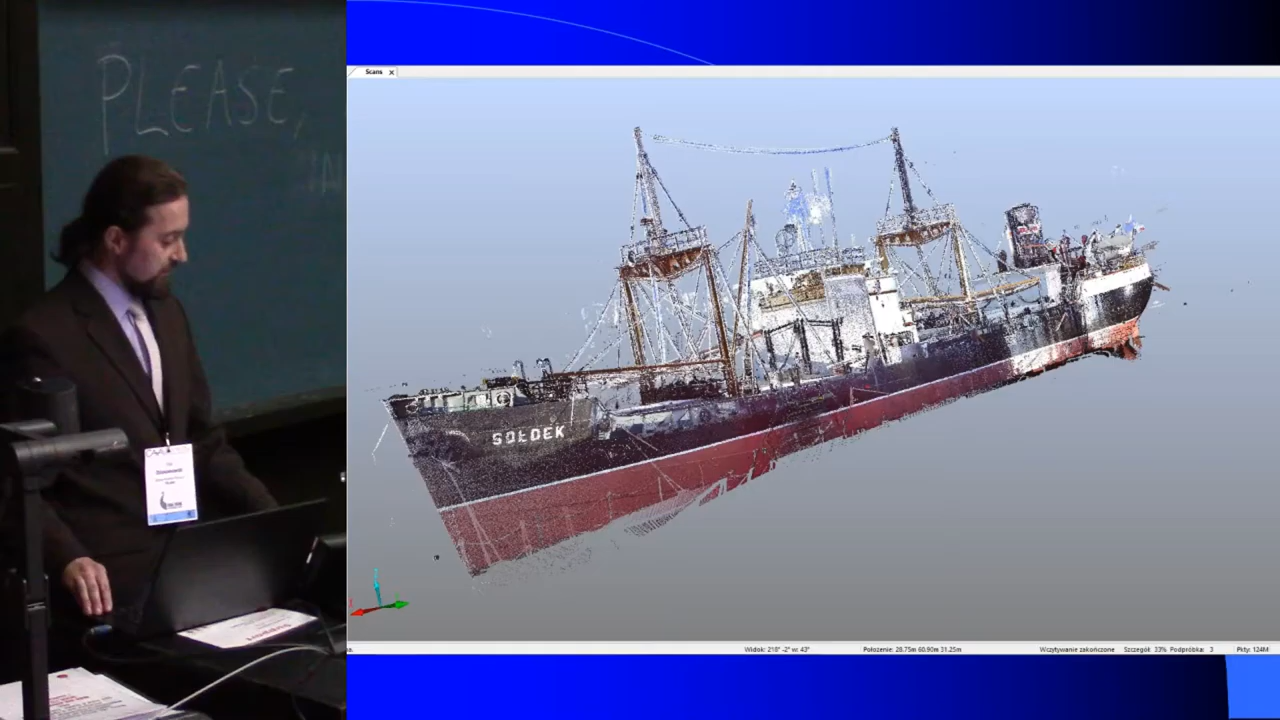 PLEASE,
Scans
SOŁDEK
Widok: 218° -2° w: 43°
Położenie: 28.75m 60.90m 31.25m
Wczytywanie zakończone
Szczegół: 33% Podpróbka: 3
Pkty: 124M